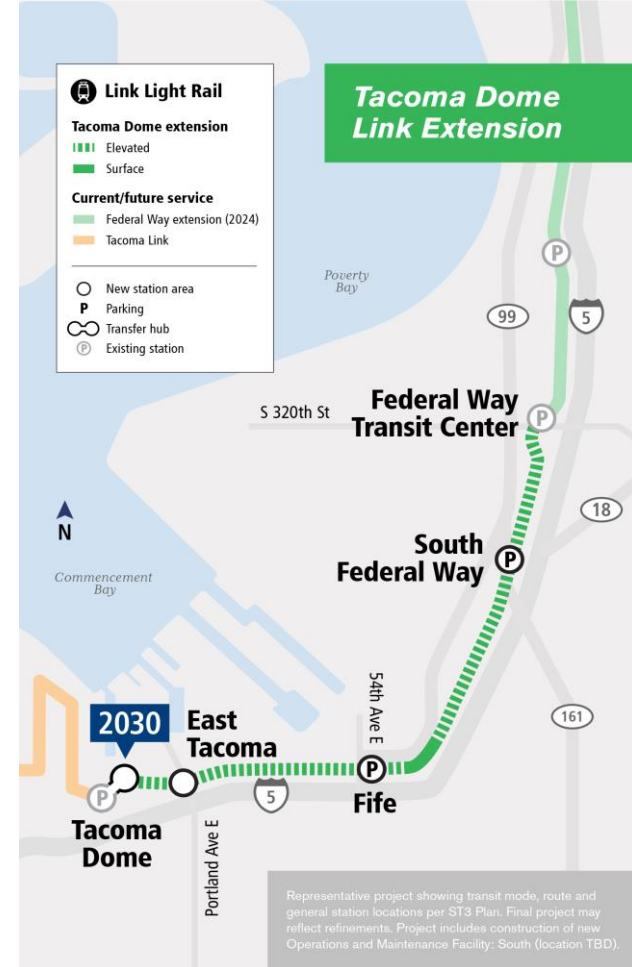 Link Light Rail
Tacoma Dome extension
Elevated
Surface
Current/future service
Federal Way extension (2024)
Tacoma Link
New station area
P Parking
Transfer hub
P Existing station
Tacoma Dome
Link Extension
P
Poverty
Bay
99
5
S 320th St
Federal Way
Transit Center
P
18
N
South
Federal Way
P
Commencement
Bay
54th Ave E
161
2030
East
Tacoma
P
P
5
Fife
Tacoma
Dome
Portland Ave E
Representative project showing transit mode, route and
general station locations per ST3 Plan. Final project may
reflect refinements. Project includes construction of new
Operations and Maintenance Facility: South (location TBD).